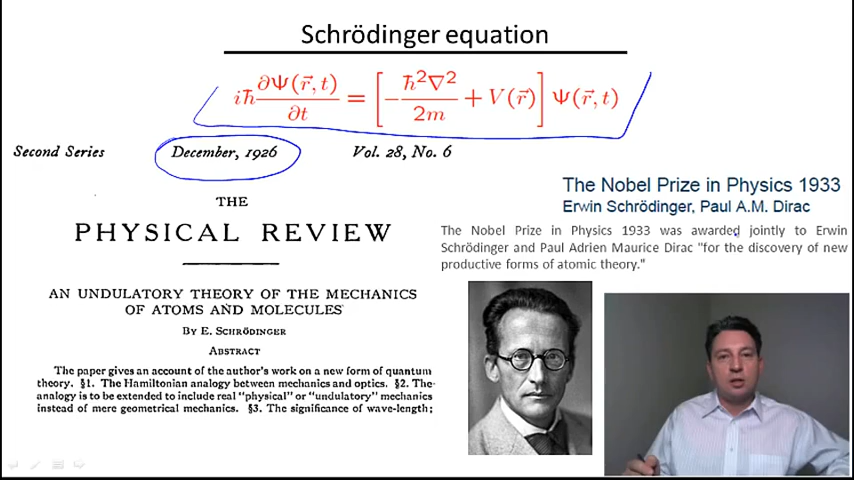 Schrödinger equation
iħ ∂Ψ(r⃗,t)/∂t = [−ħ²∇²/2m + V(r⃗)] Ψ(r⃗,t)
Second Series December, 1926 Vol. 28, No. 6
THE
PHYSICAL REVIEW
AN UNDULATORY THEORY OF THE MECHANICS
OF ATOMS AND MOLECULES
By E. Schrödinger
Abstract
The paper gives an account of the author's work on a new form of quantum
theory. §1. The Hamiltonian analogy between mechanics and optics. §2. The
analogy is to be extended to include real "physical" or "undulatory" mechanics
instead of mere geometrical mechanics. §3. The significance of wave-length;
The Nobel Prize in Physics 1933
Erwin Schrödinger, Paul A.M. Dirac
The Nobel Prize in Physics 1933 was awarded jointly to Erwin
Schrödinger and Paul Adrien Maurice Dirac "for the discovery of new
productive forms of atomic theory."